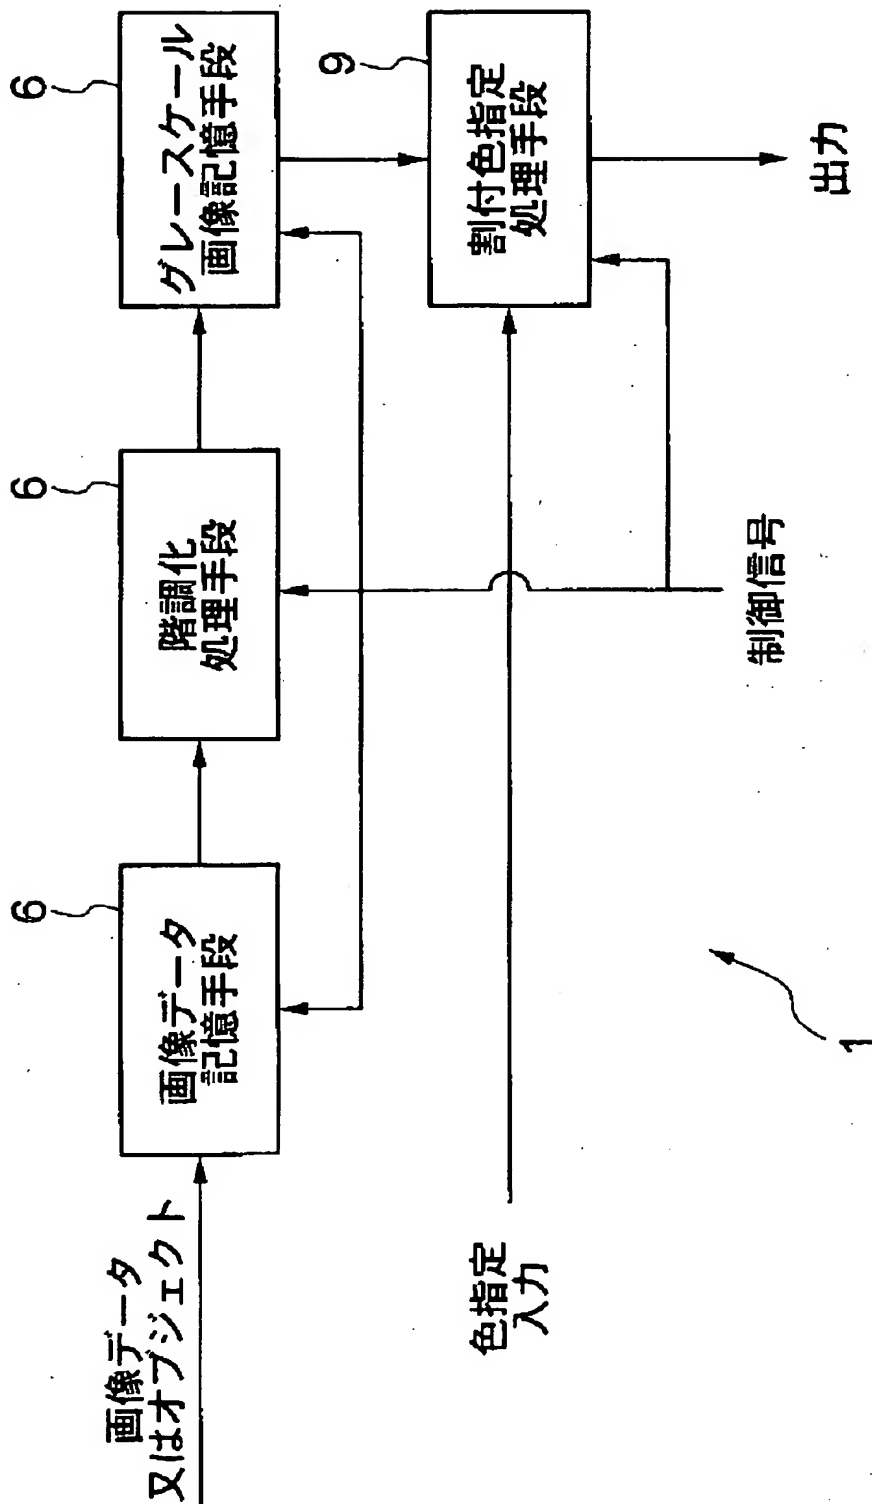 画像データ
又はオブジェクト
6
画像データ
記憶手段
6
階調化
処理手段
6
グレースケール
画像記憶手段
色指定
入力
9
割付色指定
処理手段
制御信号
出力
1